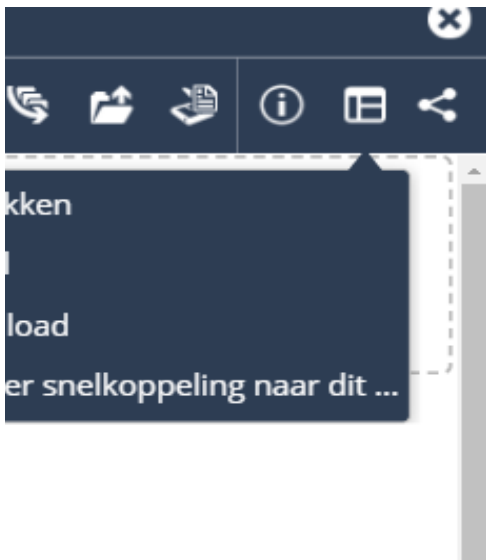 kken
l
load
er snelkoppeling naar dit ...